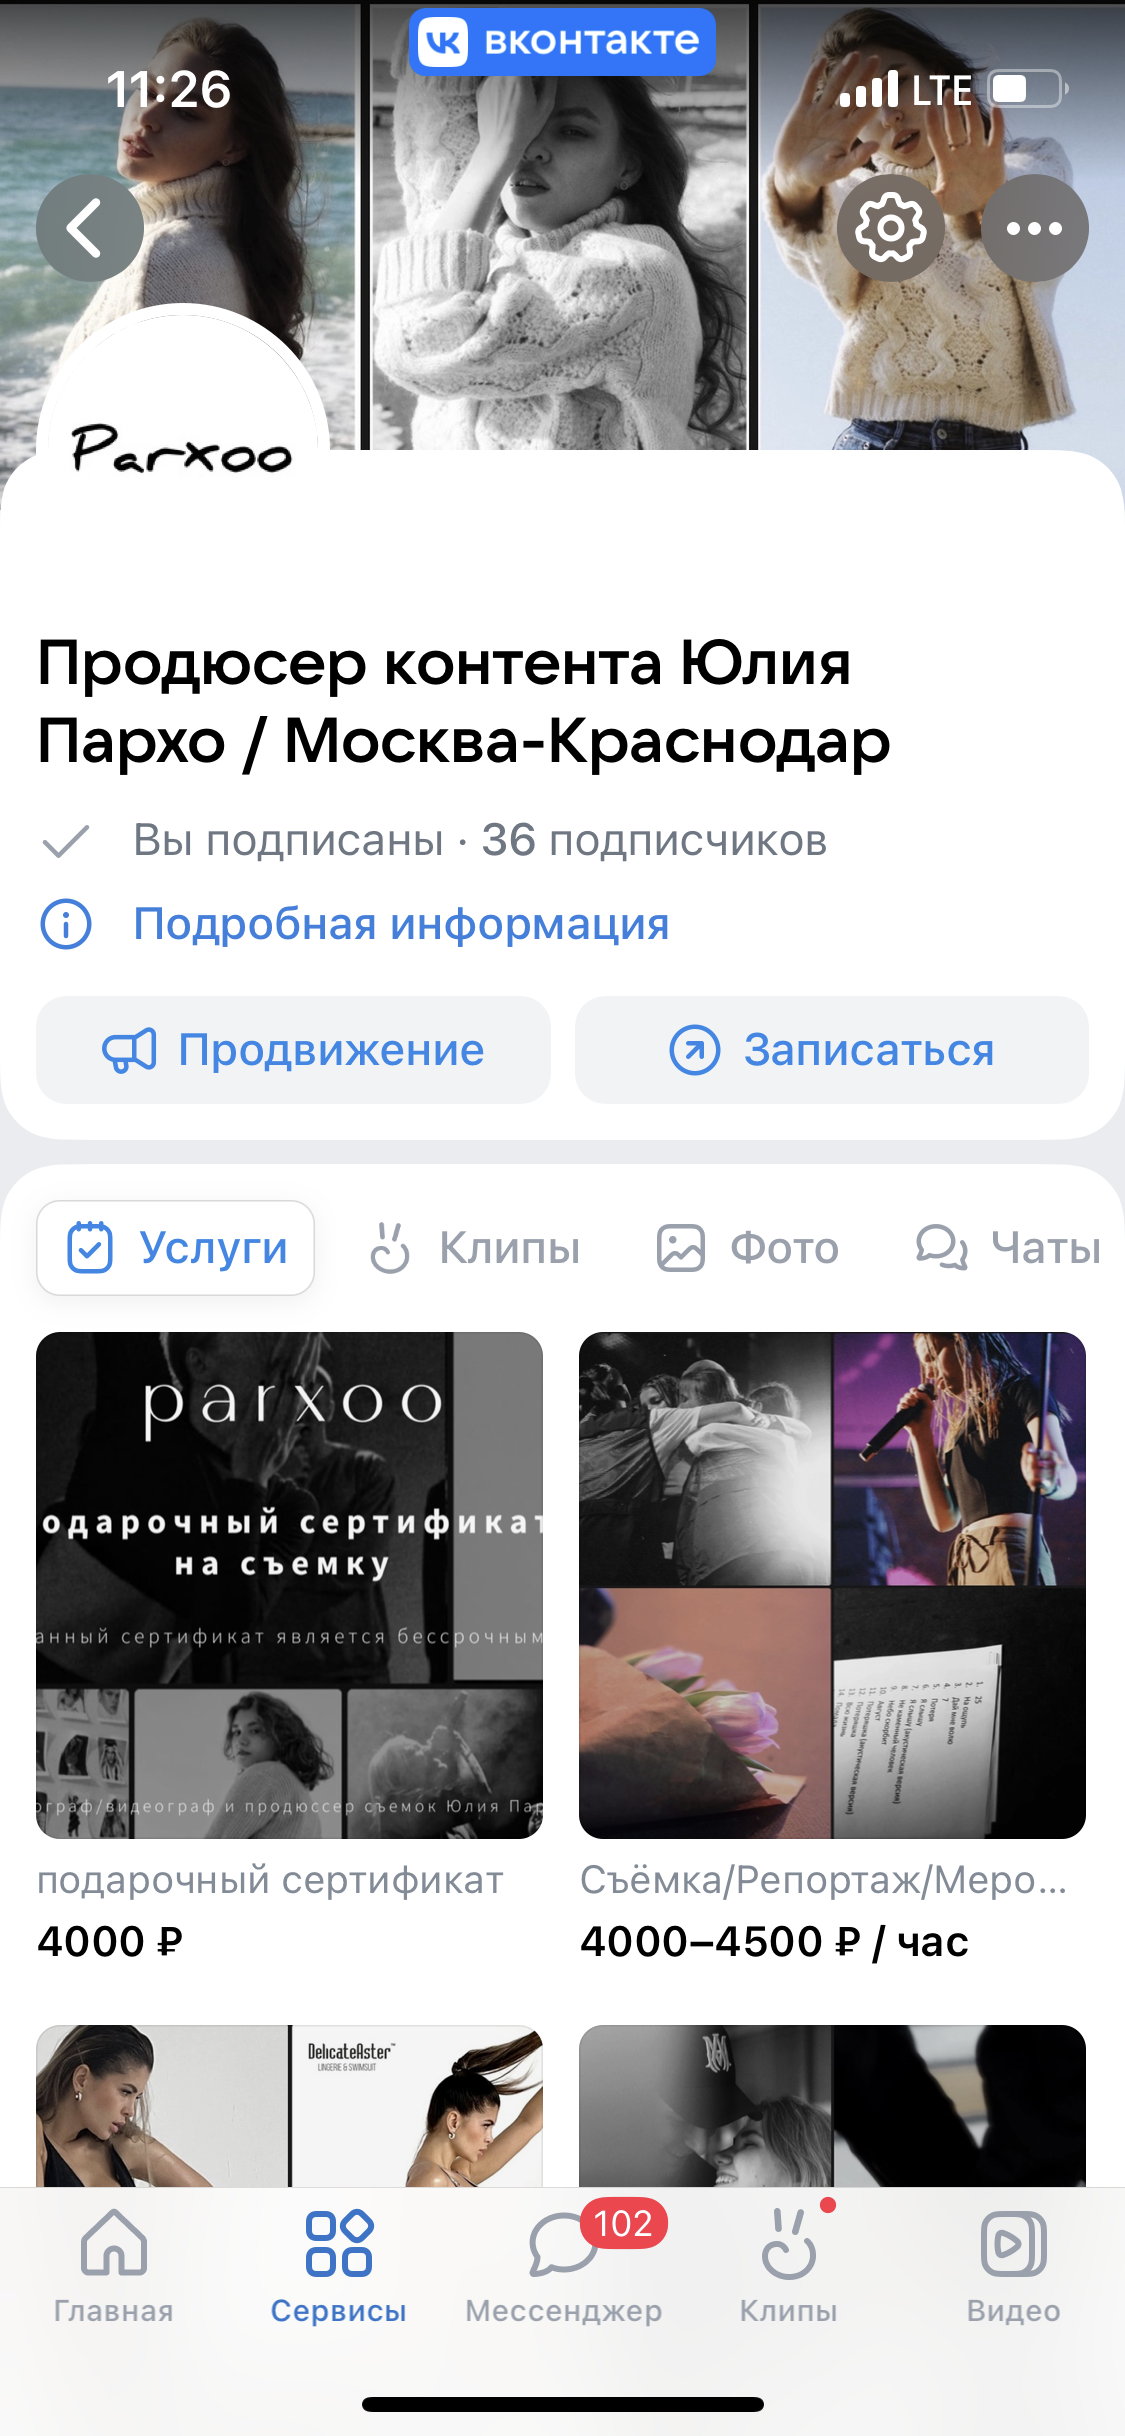 вконтакте
11:26
LTE
Parxoo
Продюсер контента Юлия
Пархо / Москва-Краснодар
Вы подписаны · 36 подписчиков
Подробная информация
Продвижение
Записаться
Услуги
Клипы
Фото
Чаты
parxoo
одарочный сертификат
на съемку
анный сертификат является бессрочным
ограф/видеограф и продюссер съемок Юлия Пар
подарочный сертификат
4000 ₽
Съёмка/Репортаж/Меро...
4000–4500 ₽ / час
DelicateAster™
LINGERIE & SWIMSUIT
Главная
Сервисы
102
Мессенджер
Клипы
Видео